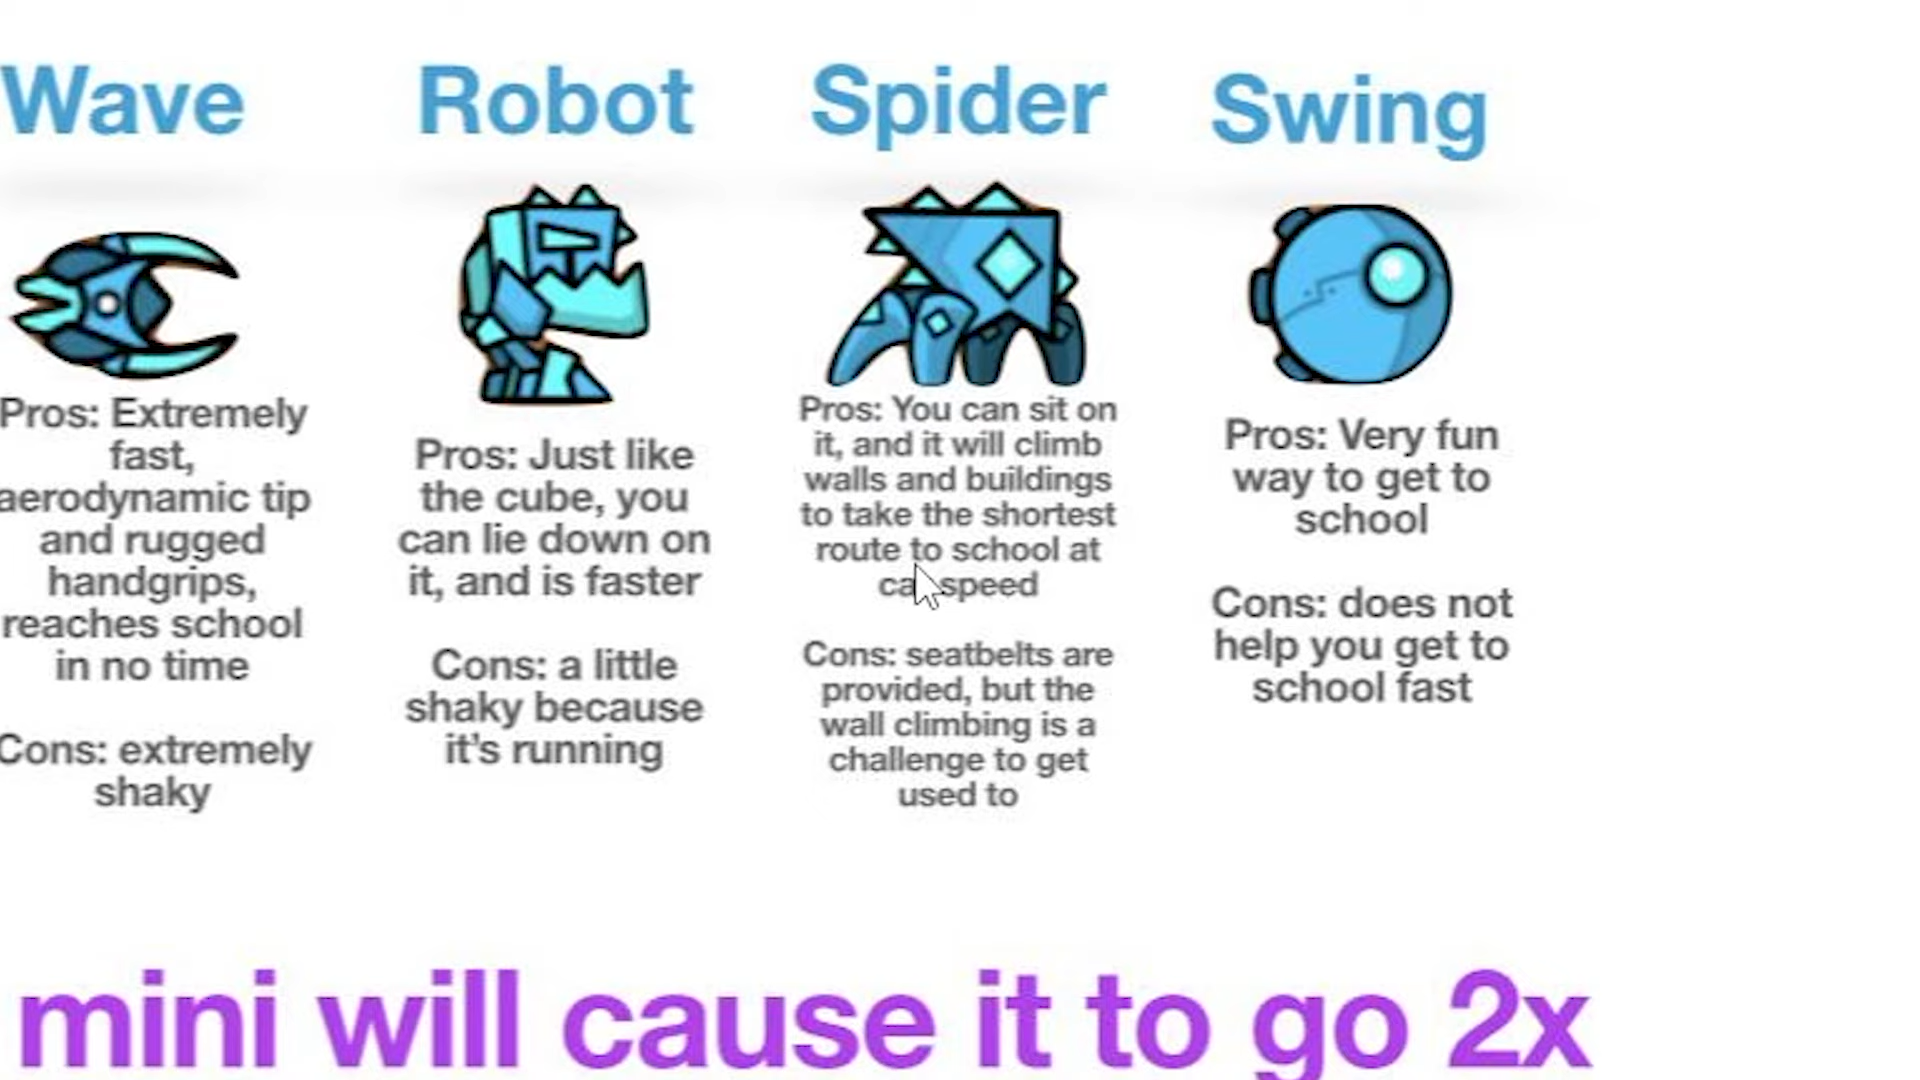 Wave
Pros: Extremely
fast,
aerodynamic tip
and rugged
handgrips,
reaches school
in no time
Cons: extremely
shaky
Robot
Pros: Just like
the cube, you
can lie down on
it, and is faster
Cons: a little
shaky because
it's running
Spider
Pros: You can sit on
it, and it will climb
walls and buildings
to take the shortest
route to school at
speed
Cons: seatbelts are
provided, but the
wall climbing is a
challenge to get
used to
Swing
Pros: Very fun
way to get to
school
Cons: does not
help you get to
school fast
mini will cause it to go 2x